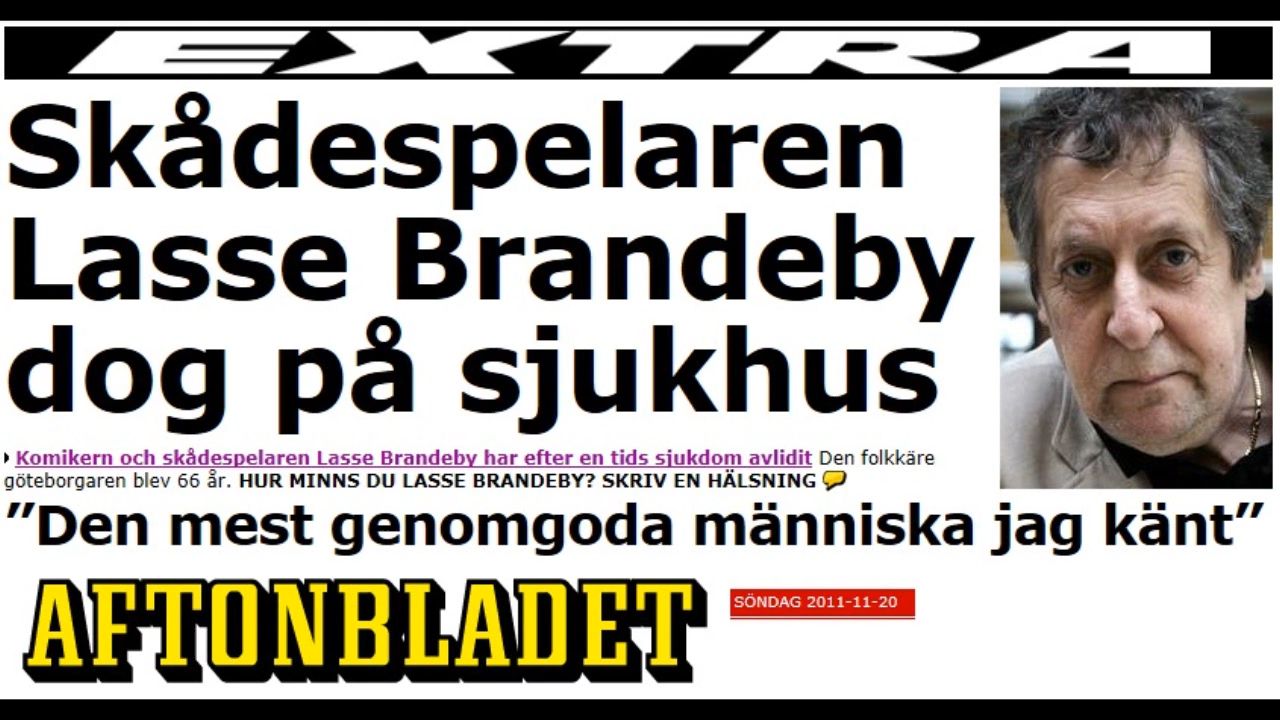 EXTRA
Skådespelaren
Lasse Brandeby
dog på sjukhus
Komikern och skådespelaren Lasse Brandeby har efter en tids sjukdom avlidit Den folkkäre
göteborgaren blev 66 år. HUR MINNS DU LASSE BRANDEBY? SKRIV EN HÄLSNING
”Den mest genomgoda människa jag känt”
AFTONBLADET
SÖNDAG 2011-11-20